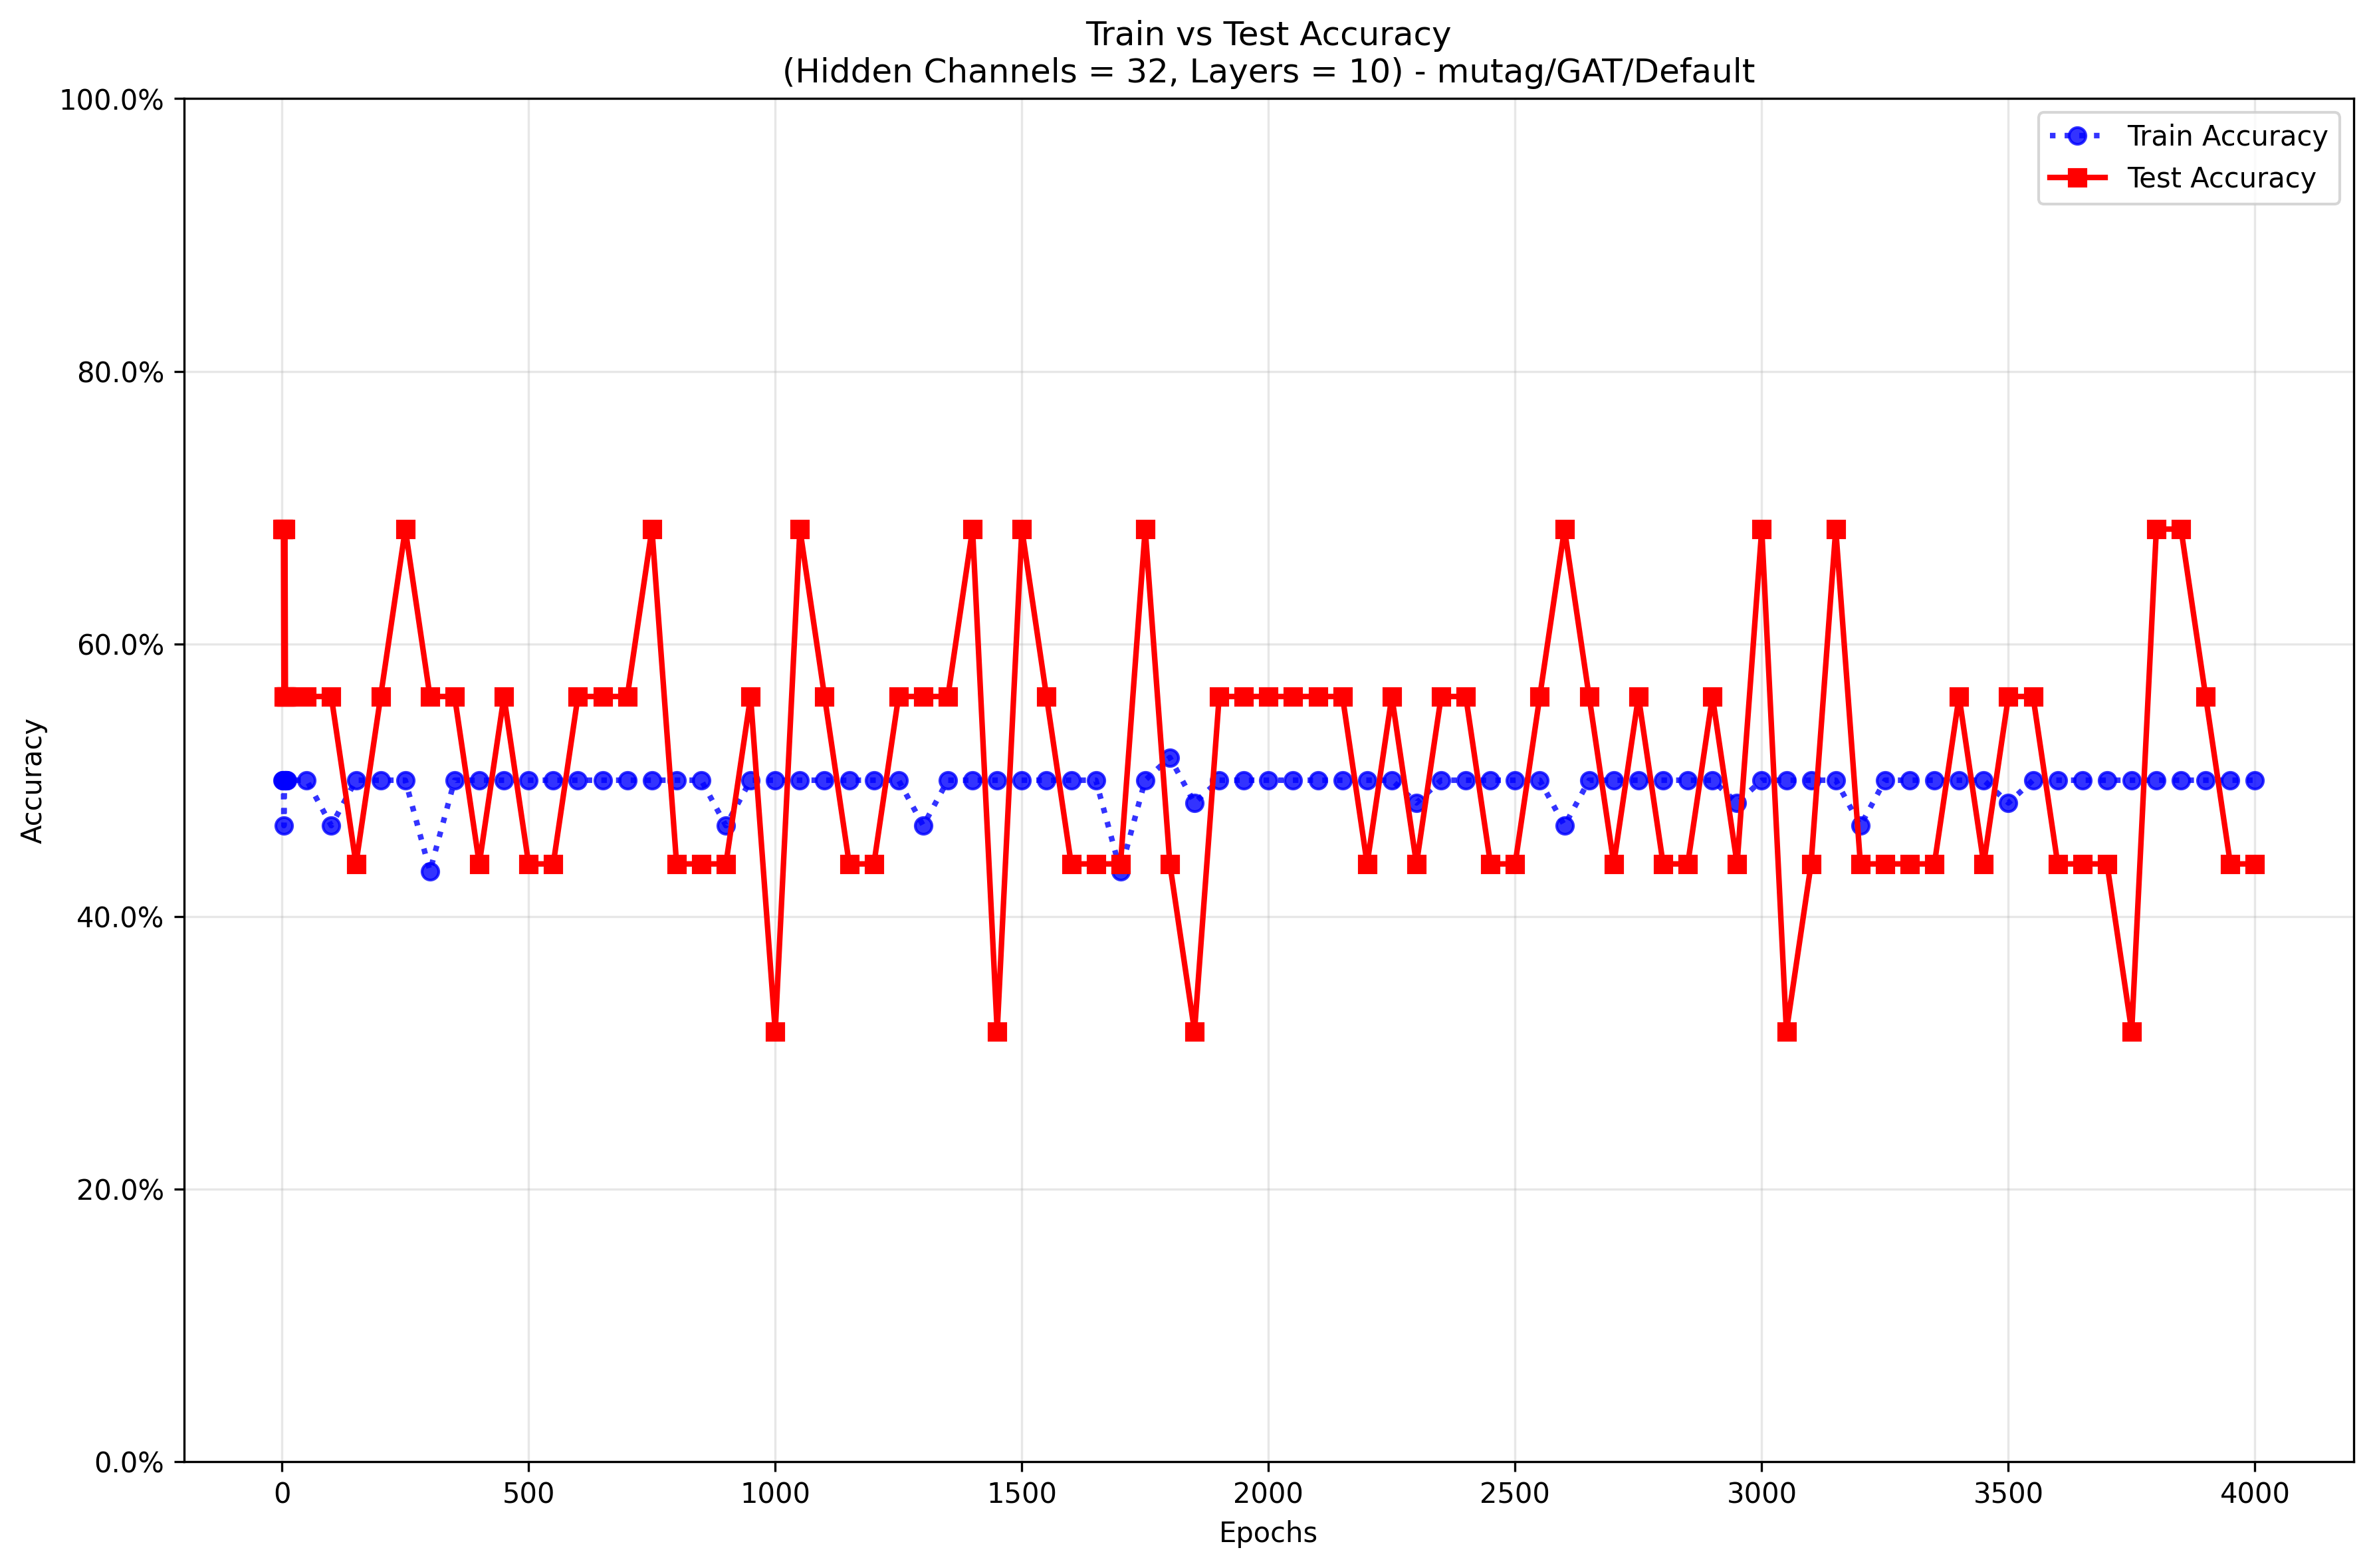 Train vs Test Accuracy
(Hidden Channels = 32, Layers = 10) - mutag/GAT/Default
Train Accuracy
Test Accuracy
Accuracy
100.0%
80.0%
60.0%
40.0%
20.0%
0.0%
0 500 1000 1500 2000 2500 3000 3500 4000
Epochs